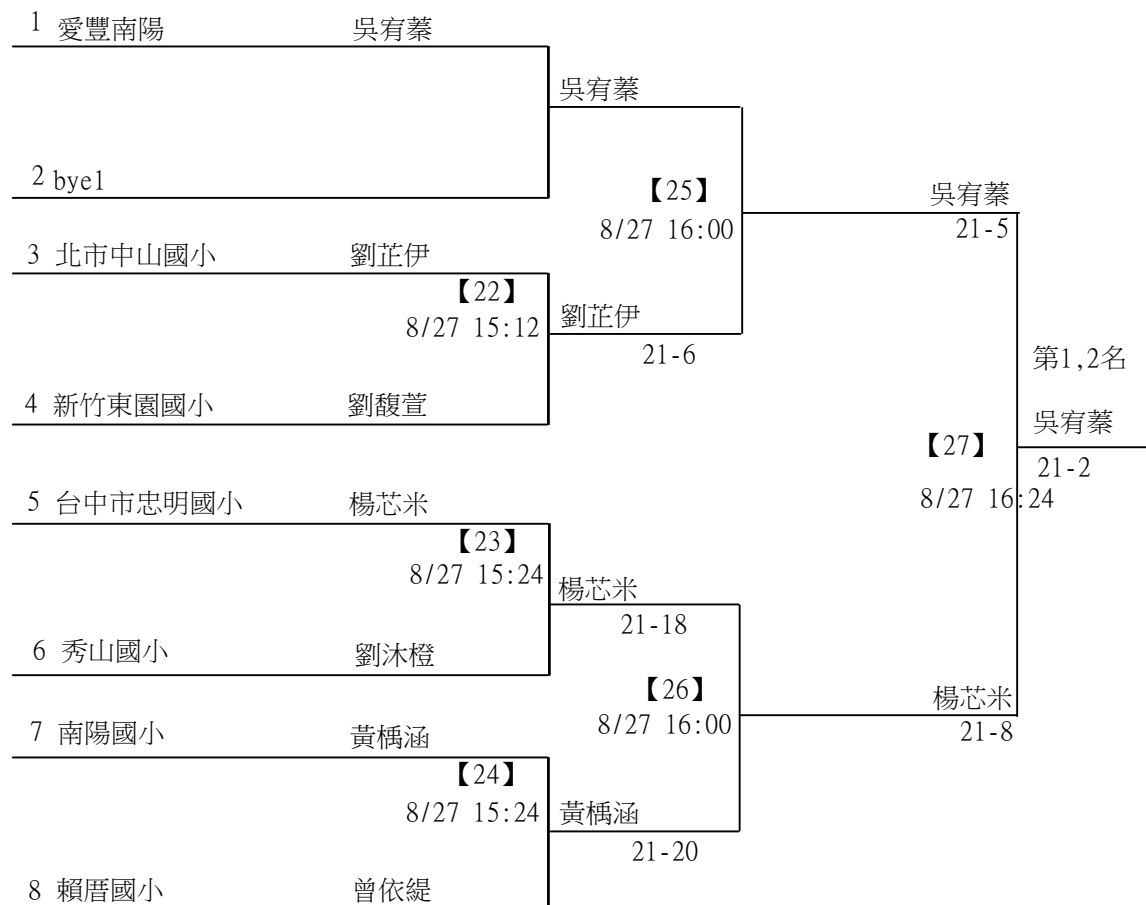 1 愛豐南陽 吳宥蓁
吳宥蓁
2 bye1
【25】
8/27 16:00
吳宥蓁
21-5
3 北市中山國小 劉芷伊
【22】
8/27 15:12
劉芷伊
21-6
第1,2名
4 新竹東園國小 劉馥萱
吳宥蓁
【27】
21-2
8/27 16:24
5 台中市忠明國小 楊芯米
【23】
8/27 15:24
楊芯米
21-18
6 秀山國小 劉沐橙
【26】
8/27 16:00
楊芯米
21-8
7 南陽國小 黃楀涵
【24】
8/27 15:24
黃楀涵
21-20
8 賴厝國小 曾依緹